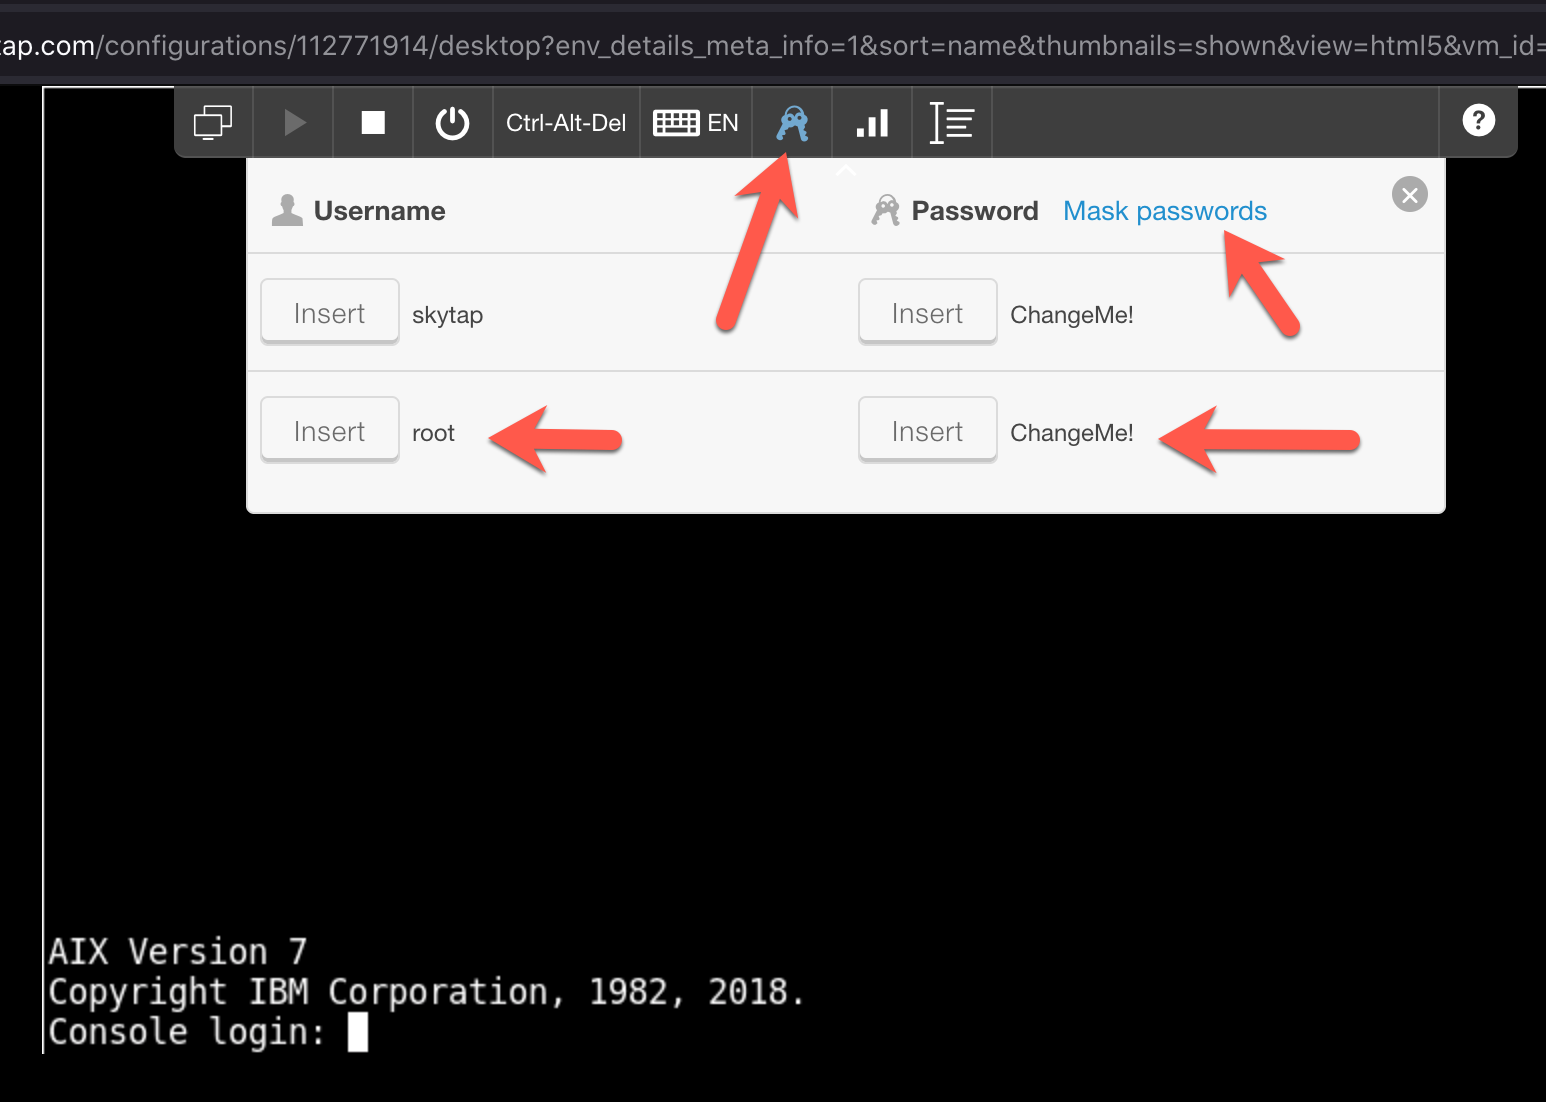 tap.com/configurations/112771914/desktop?env_details_meta_info=1&sort=name&thumbnails=shown&view=html5&vm_id=
Ctrl-Alt-Del EN ?
Username Password Mask passwords
Insert skytap Insert ChangeMe!
Insert root Insert ChangeMe!
AIX Version 7
Copyright IBM Corporation, 1982, 2018.
Console login: